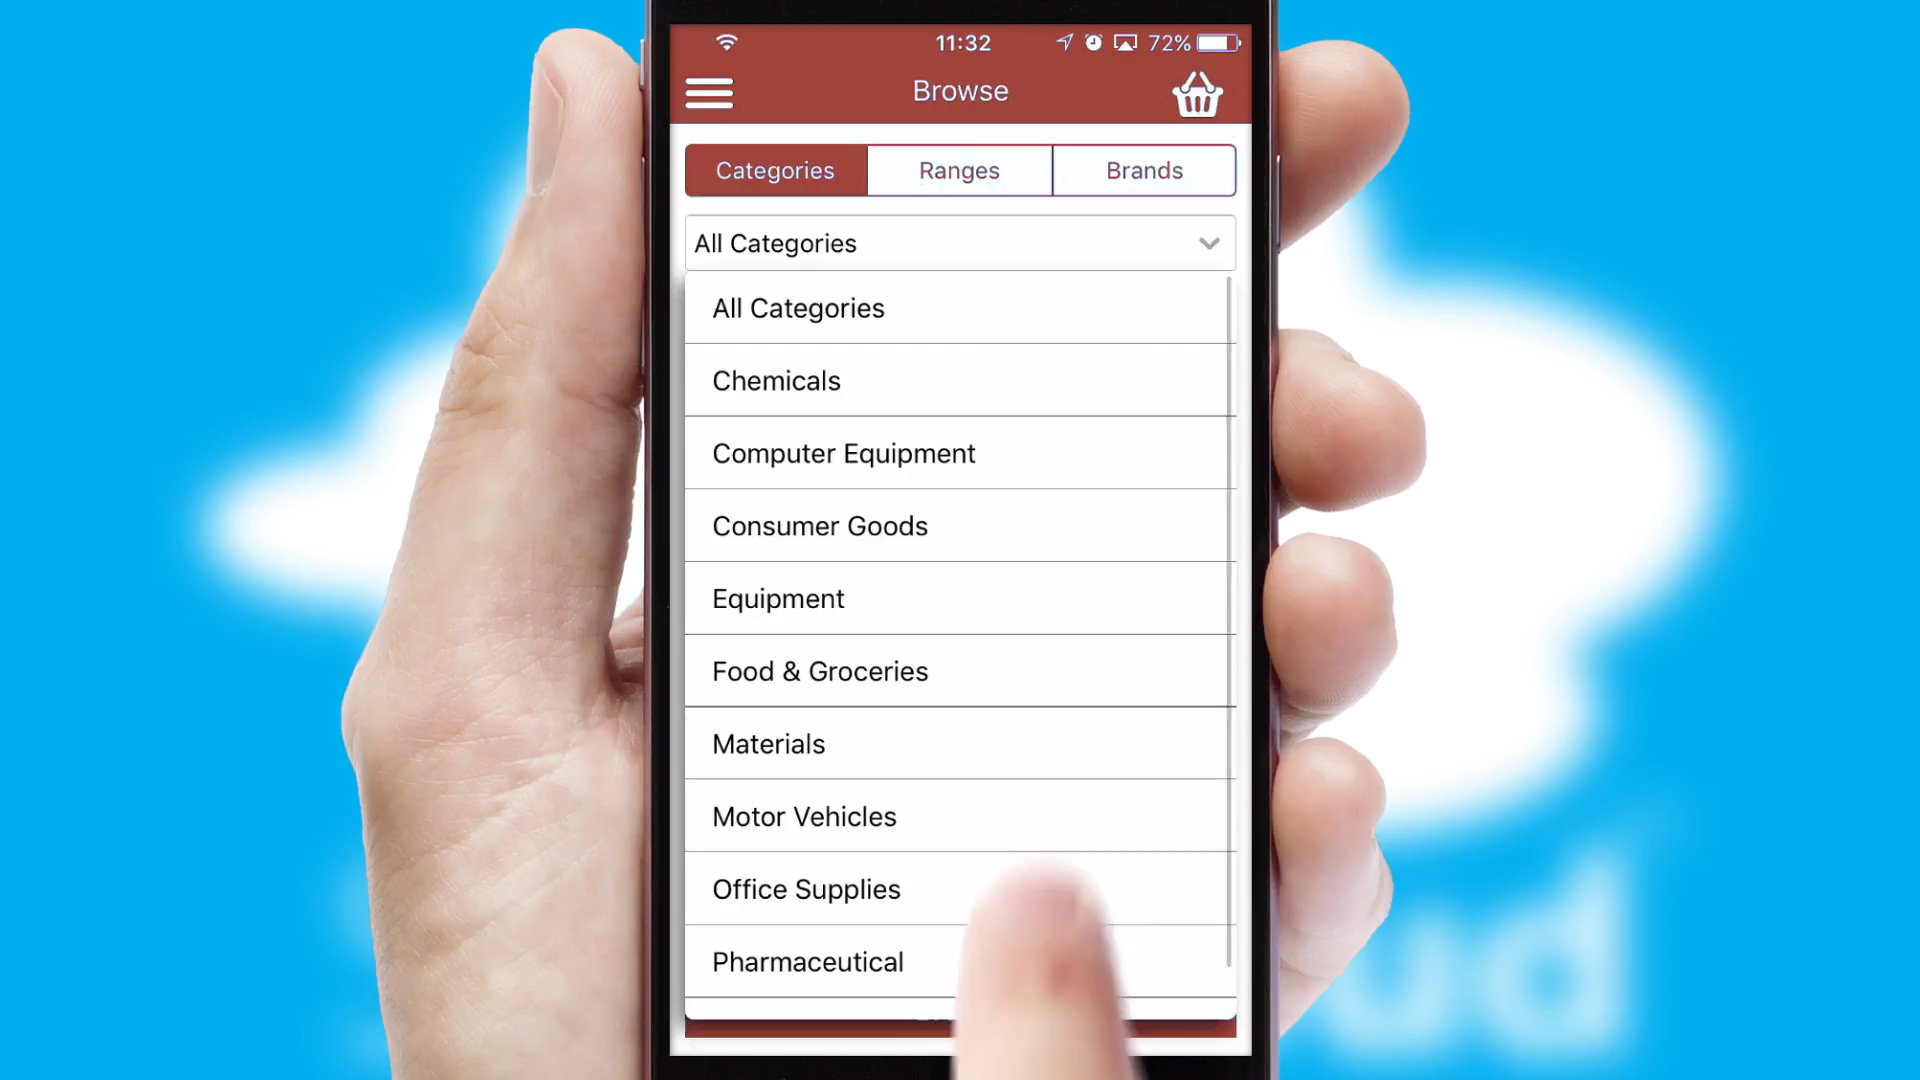 11:32
72%
Browse
Categories
Ranges
Brands
All Categories
All Categories
Chemicals
Computer Equipment
Consumer Goods
Equipment
Food & Groceries
Materials
Motor Vehicles
Office Supplies
Pharmaceutical